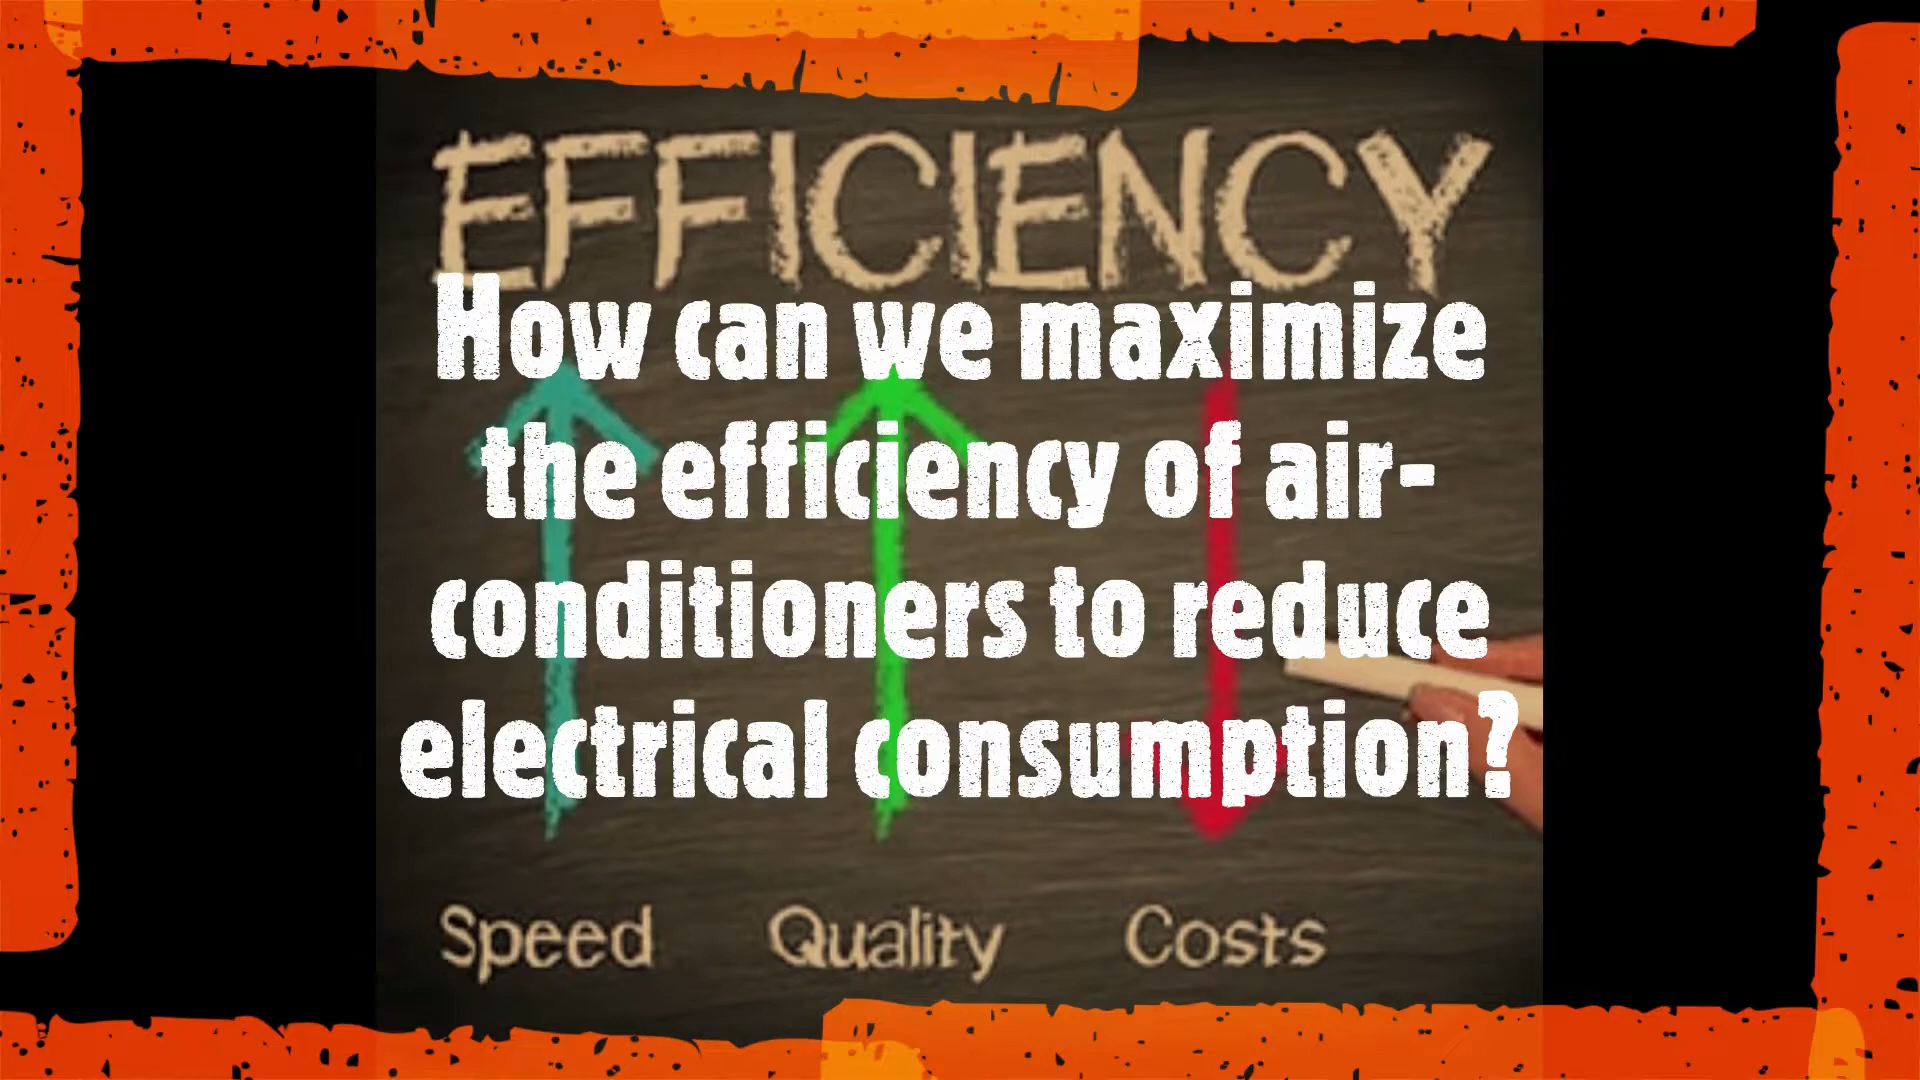 EFFICIENCY
How can we maximize
the efficiency of air-
conditioners to reduce
electrical consumption?
Speed Quality Costs